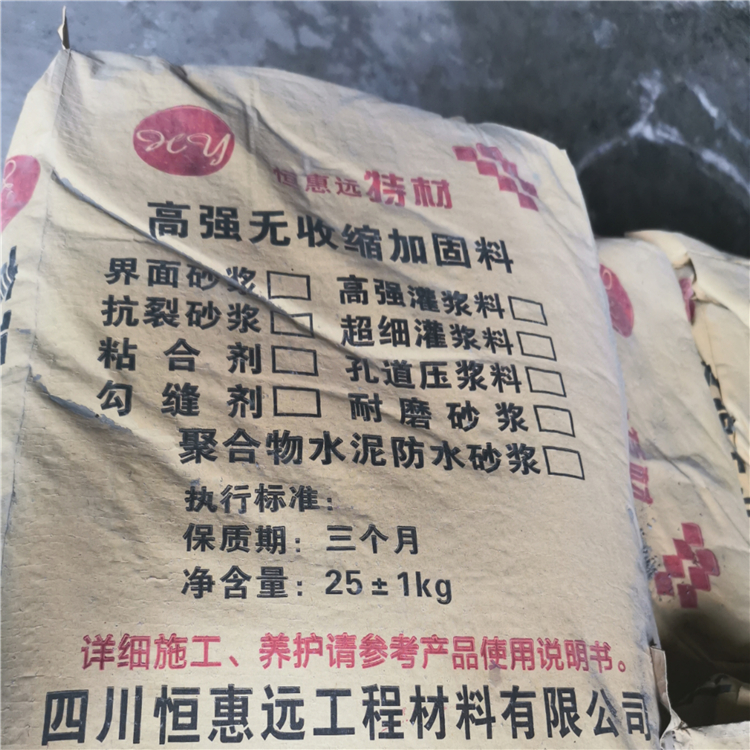 HY
恒惠远特材
高强无收缩加固料
界面砂浆□ 高强灌浆料□
抗裂砂浆□ 超细灌浆料□
粘合剂□ 孔道压浆料□
勾缝剂□ 耐磨砂浆□
聚合物水泥防水砂浆□
执行标准:
保质期:三个月
净含量:25±1kg
详细施工、养护请参考产品使用说明书。
四川恒惠远工程材料有限公司